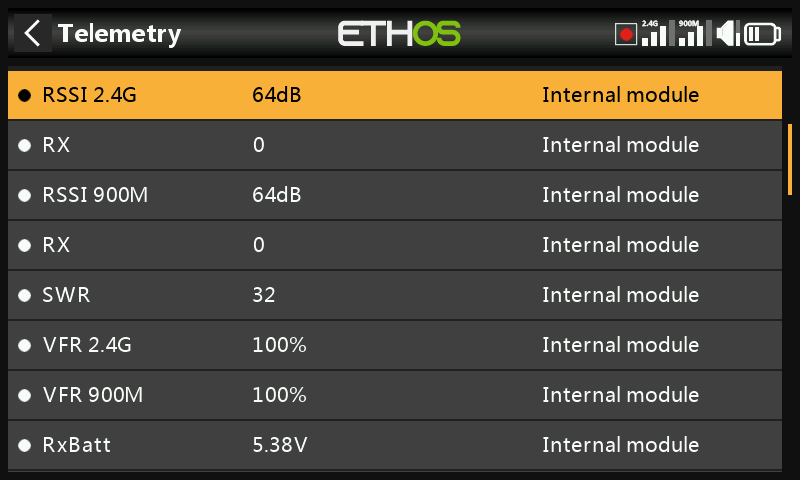 Telemetry ETHOS 2.4G 900M
RSSI 2.4G 64dB Internal module
RX 0 Internal module
RSSI 900M 64dB Internal module
RX 0 Internal module
SWR 32 Internal module
VFR 2.4G 100% Internal module
VFR 900M 100% Internal module
RxBatt 5.38V Internal module